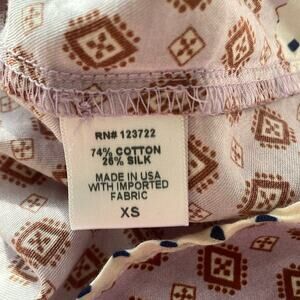 RN# 123722
74% COTTON
26% SILK
MADE IN USA
WITH IMPORTED
FABRIC
XS